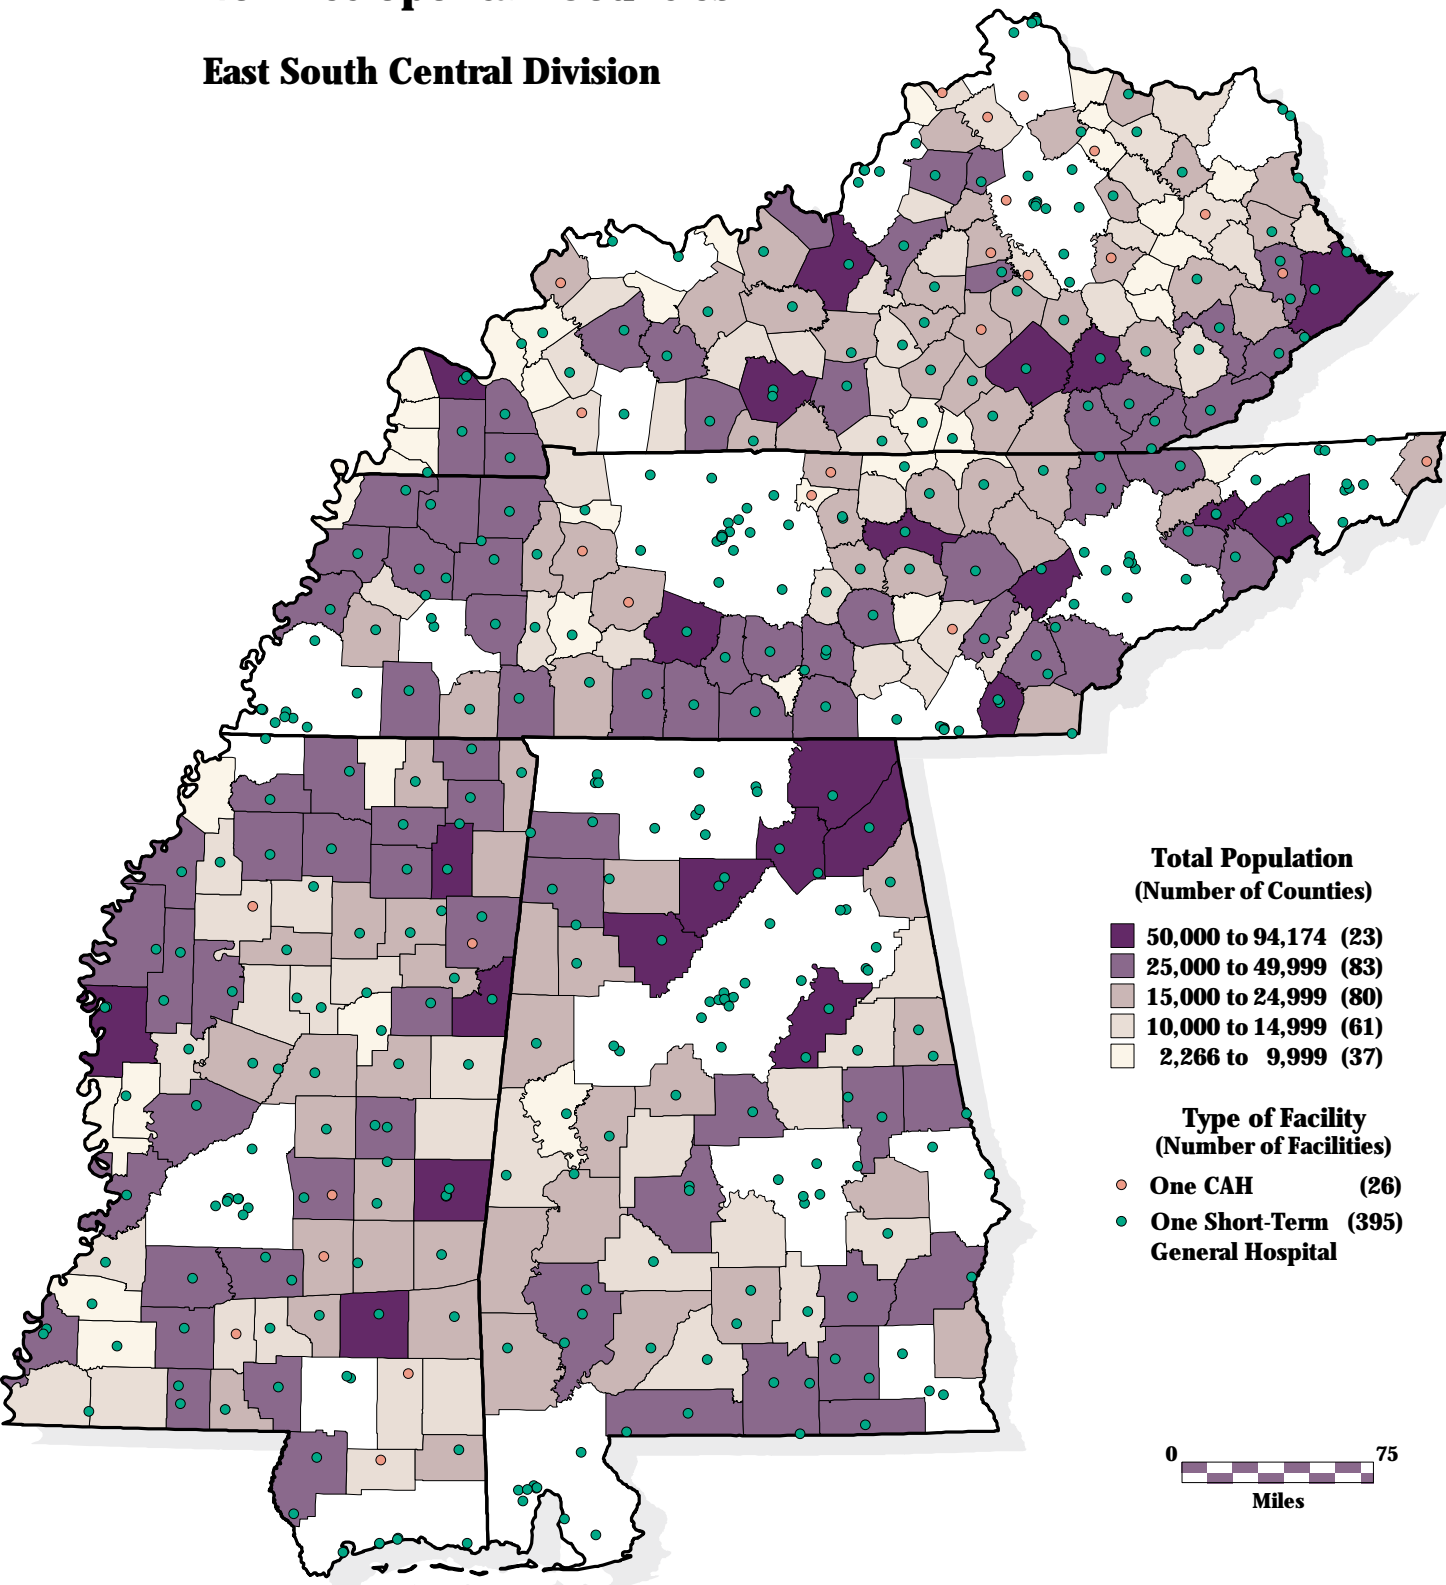 East South Central Division
Total Population
(Number of Counties)
50,000 to 94,174 (23)
25,000 to 49,999 (83)
15,000 to 24,999 (80)
10,000 to 14,999 (61)
2,266 to 9,999 (37)
Type of Facility
(Number of Facilities)
One CAH (26)
One Short-Term (395)
General Hospital
0 75
Miles